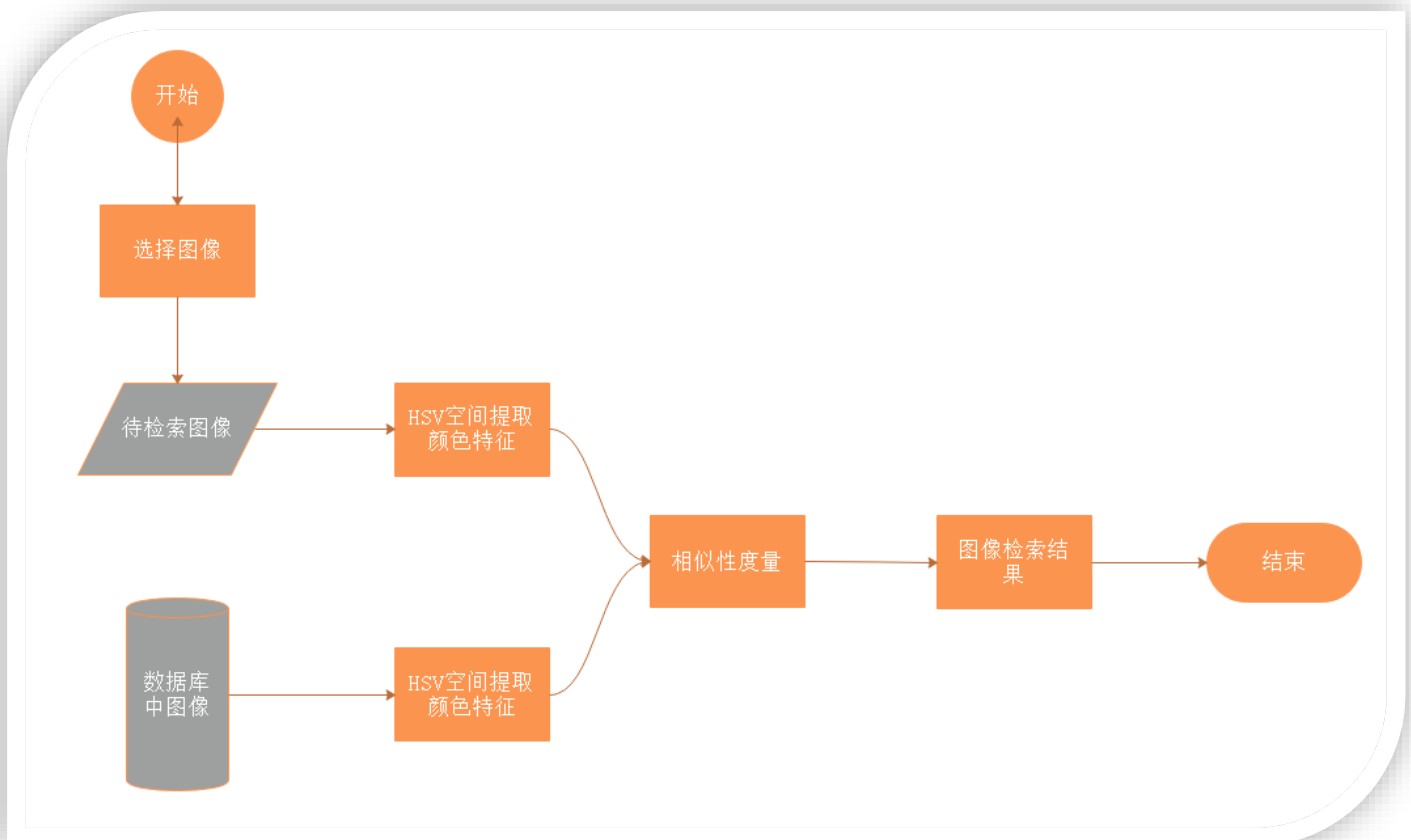 开始
选择图像
待检索图像
HSV空间提取
颜色特征
相似性度量
图像检索结
果
结束
数据库
中图像
HSV空间提取
颜色特征